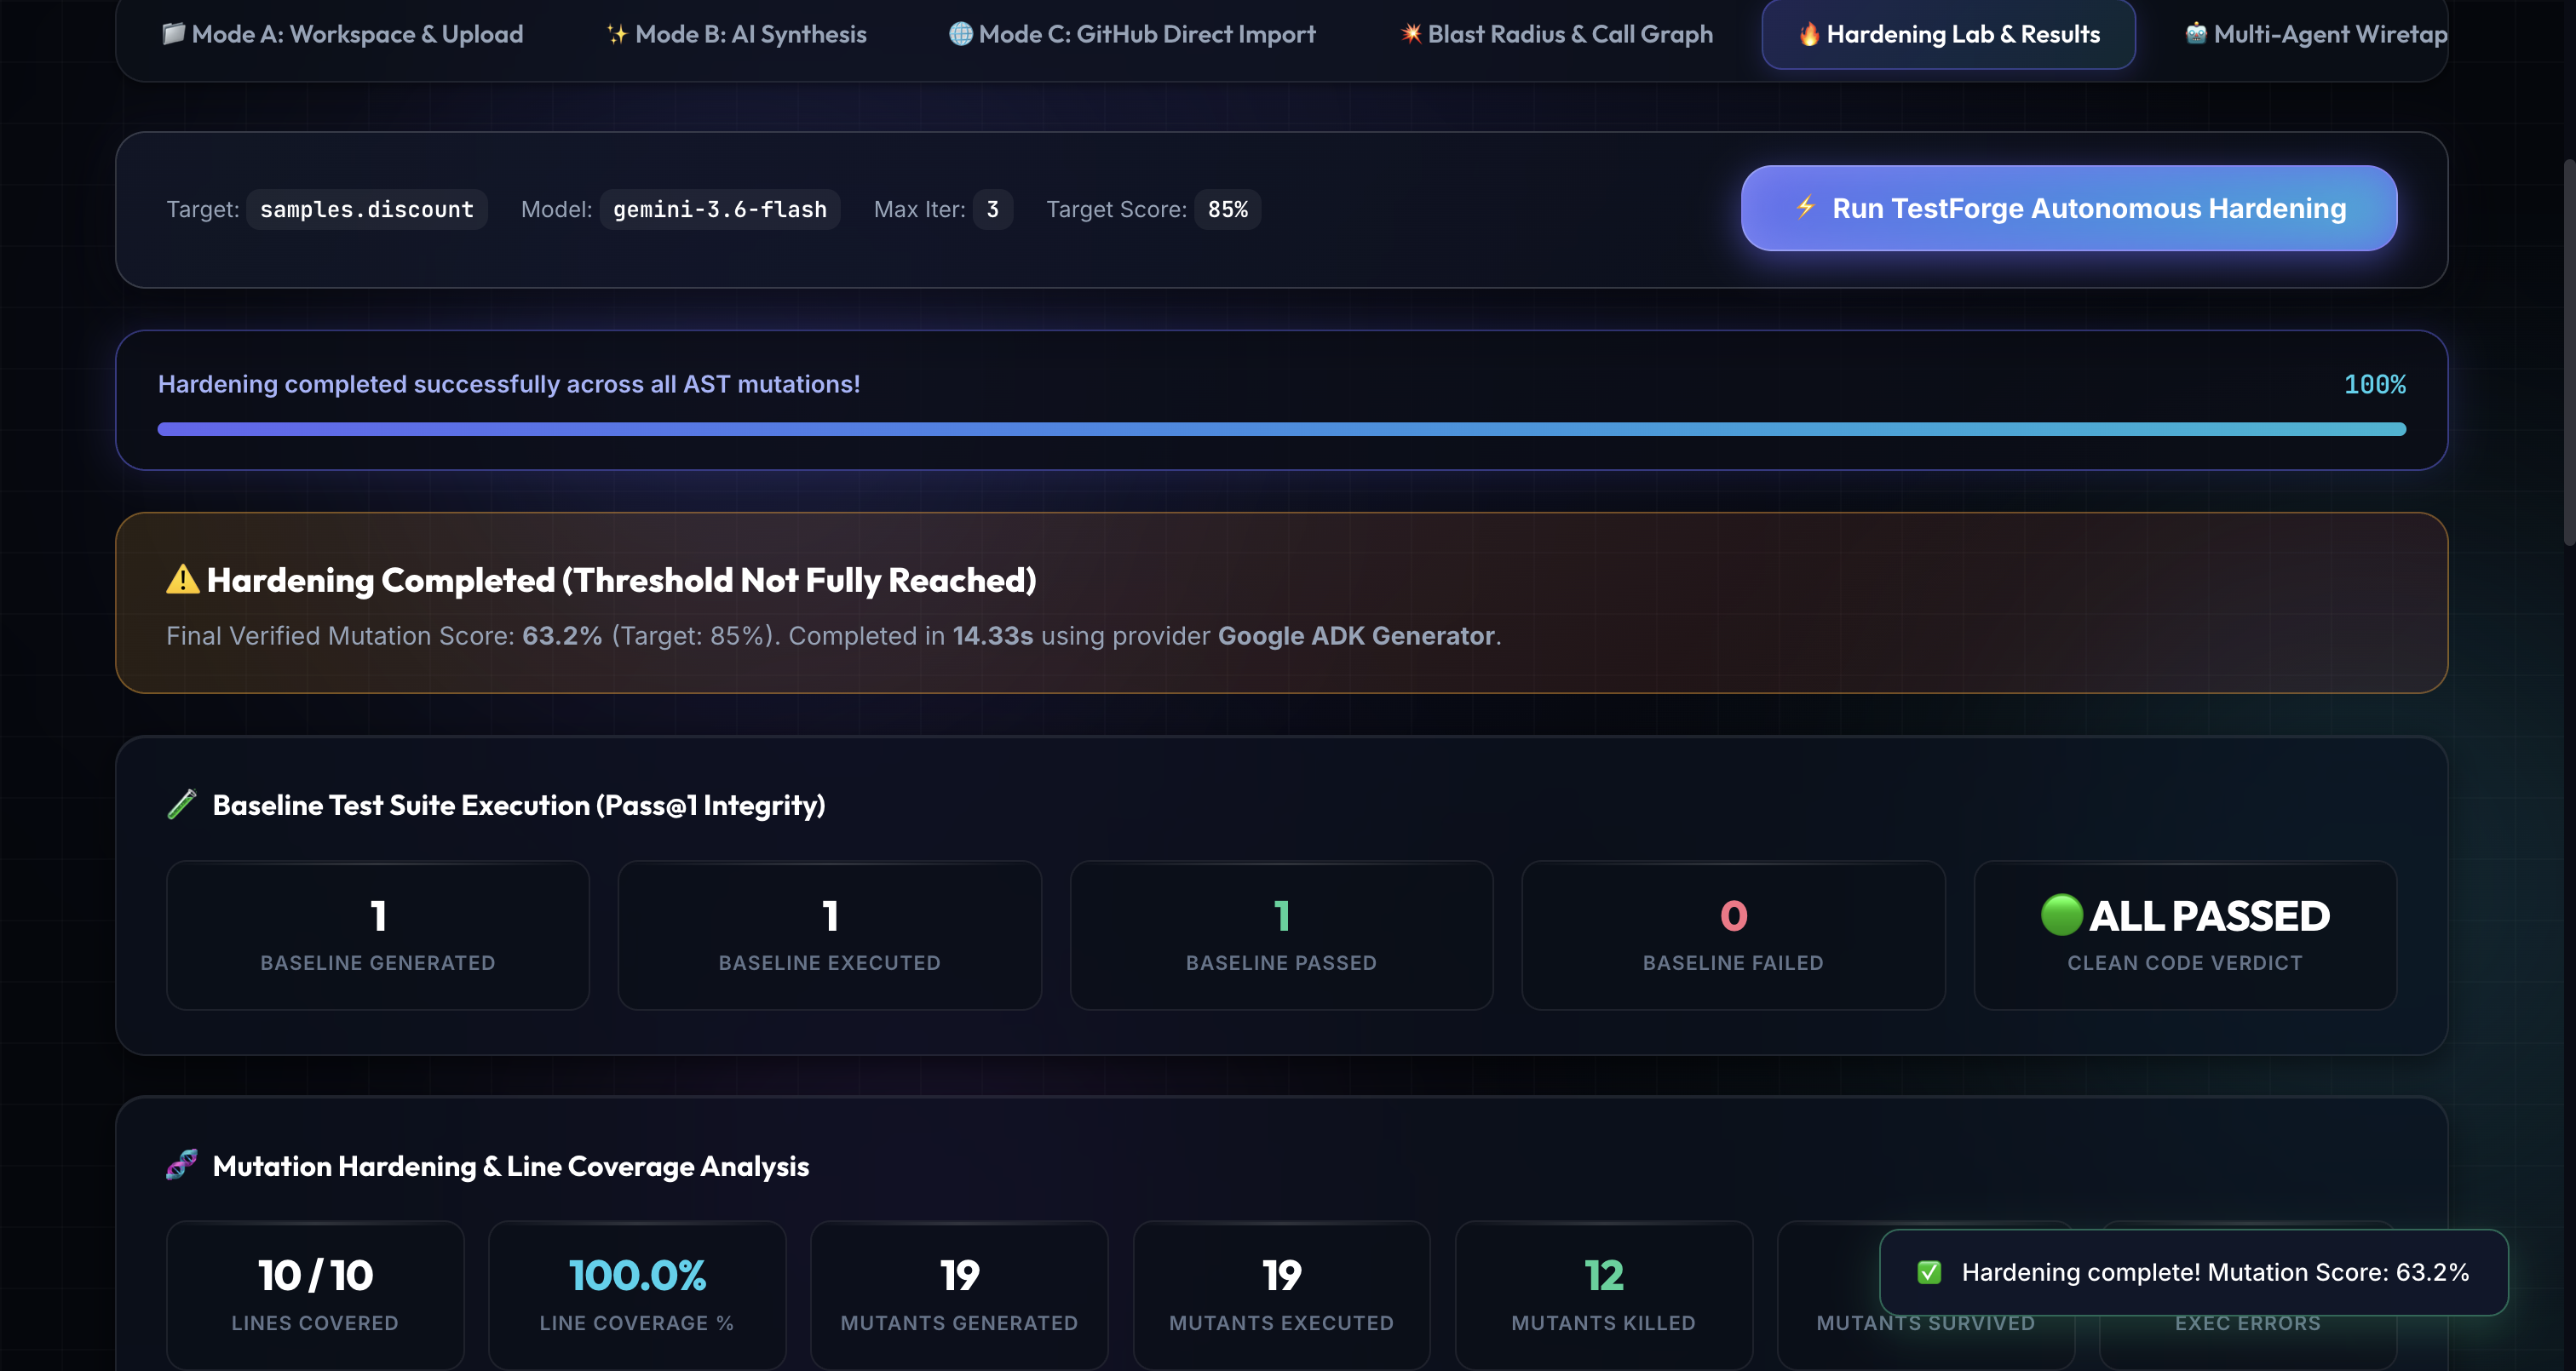 📁 Mode A: Workspace & Upload ✨ Mode B: AI Synthesis 🌐 Mode C: GitHub Direct Import 💥 Blast Radius & Call Graph 🔥 Hardening Lab & Results 🤖 Multi-Agent Wiretap
Target: samples.discount Model: gemini-3.6-flash Max Iter: 3 Target Score: 85% ⚡ Run TestForge Autonomous Hardening
Hardening completed successfully across all AST mutations! 100%
⚠️ Hardening Completed (Threshold Not Fully Reached)
Final Verified Mutation Score: 63.2% (Target: 85%). Completed in 14.33s using provider Google ADK Generator.
🧪 Baseline Test Suite Execution (Pass@1 Integrity)
1 1 1 0 🟢 ALL PASSED
BASELINE GENERATED BASELINE EXECUTED BASELINE PASSED BASELINE FAILED CLEAN CODE VERDICT
🧬 Mutation Hardening & Line Coverage Analysis
10 / 10 100.0% 19 19 12
✅ Hardening complete! Mutation Score: 63.2%
LINES COVERED LINE COVERAGE % MUTANTS GENERATED MUTANTS EXECUTED MUTANTS KILLED MUTANTS SURVIVED EXEC ERRORS